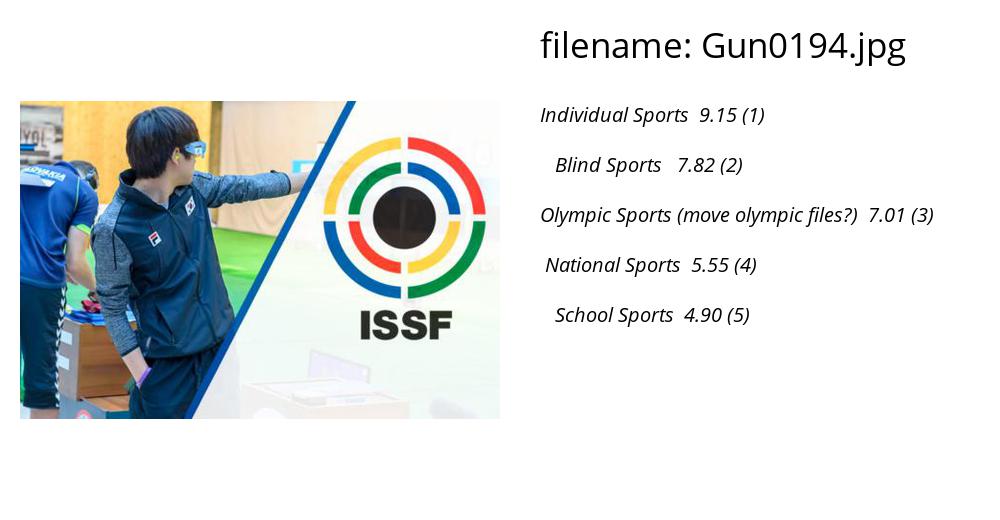 filename: Gun0194.jpg
Individual Sports 9.15 (1)
Blind Sports 7.82 (2)
Olympic Sports (move olympic files?) 7.01 (3)
National Sports 5.55 (4)
School Sports 4.90 (5)
SLOVAKIA
ISSF